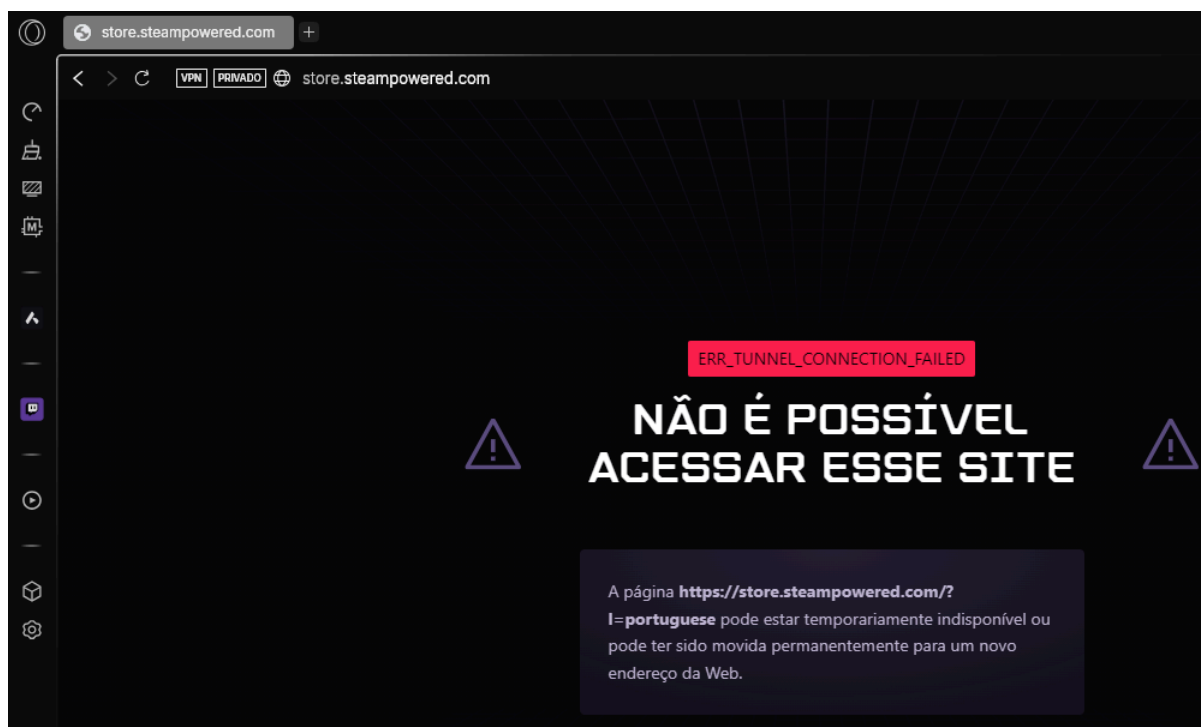 store.steampowered.com
VPN PRIVADO store.steampowered.com
M
ERR_TUNNEL_CONNECTION_FAILED
NÃO É POSSÍVEL
ACESSAR ESSE SITE
A página https://store.steampowered.com/?
l=portuguese pode estar temporariamente indisponível ou
pode ter sido movida permanentemente para um novo
endereço da Web.